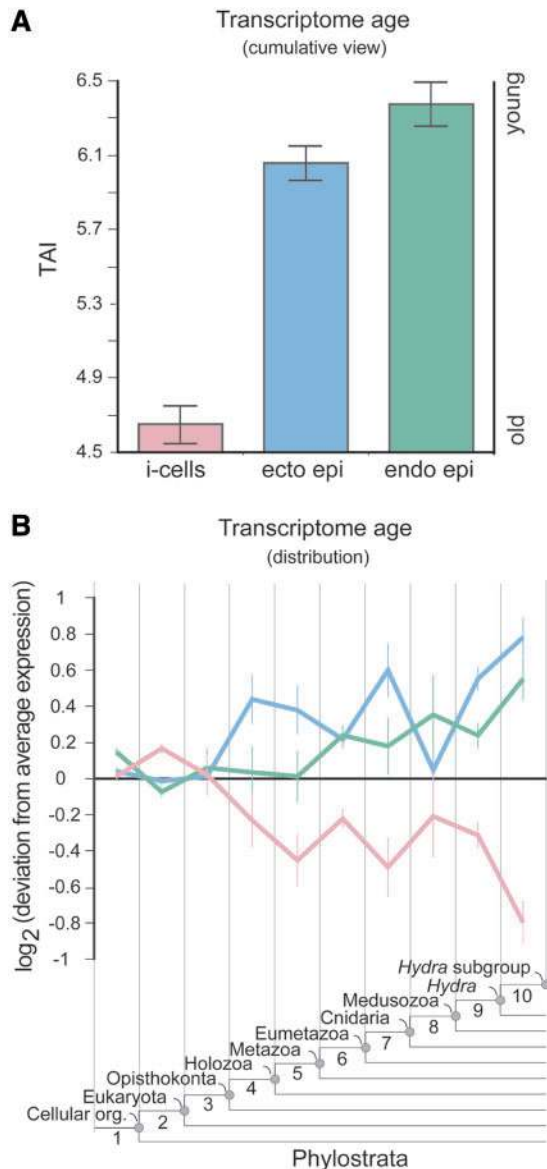 A
Transcriptome age
(cumulative view)
6.5
6.1
5.7
5.3
4.9
4.5
TAI
young
old
i-cells
ecto epi
endo epi
B
Transcriptome age
(distribution)
1
0.8
0.6
0.4
0.2
0
-0.2
-0.4
-0.6
-0.8
-1
log2 (deviation from average expression)
Hydra subgroup
Hydra
10
Medusozoa
9
Cnidaria
8
Eumetazoa
7
Metazoa
6
Holozoa
5
Opisthokonta
4
Eukaryota
3
Cellular org.
2
1
Phylostrata